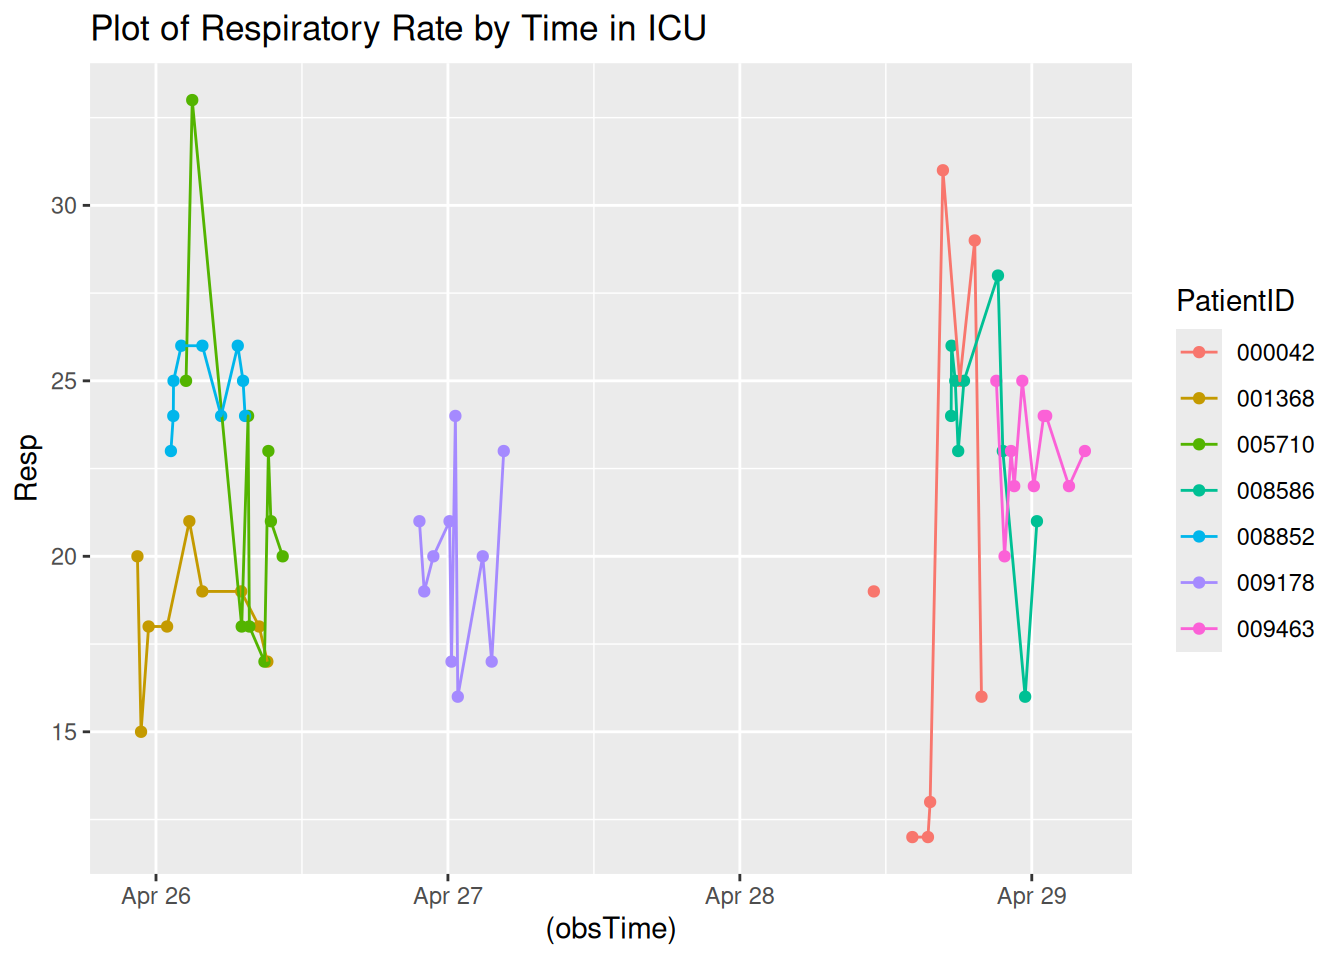 Plot of Respiratory Rate by Time in ICU
Resp
30
25
20
15
Apr 26
Apr 27
Apr 28
Apr 29
(obsTime)
PatientID
000042
001368
005710
008586
008852
009178
009463